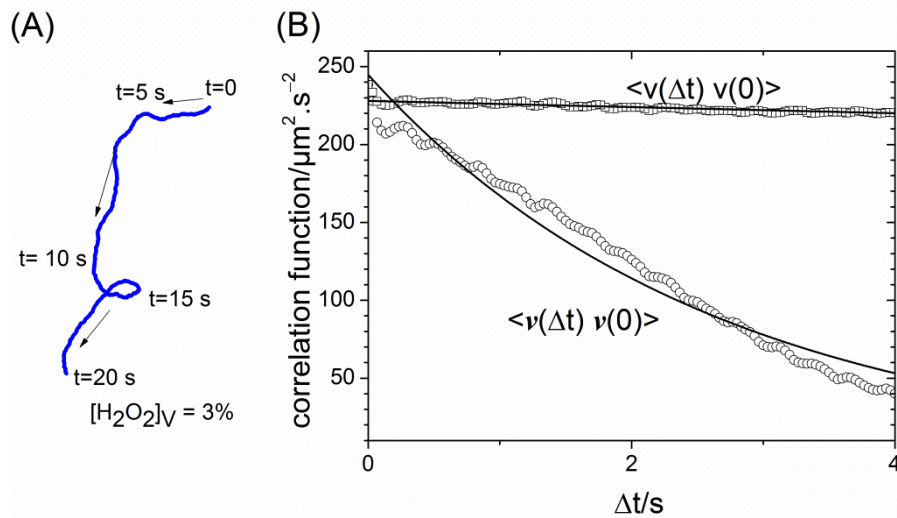 (A)
t=0
t=5 s
t= 10 s
t=15 s
t=20 s
[H₂O₂]V = 3%
(B)
correlation function/µm².s⁻²
250
200
150
100
50
<v(Δt) v(0)>
<𝒗(Δt) 𝒗(0)>
0
2
4
Δt/s